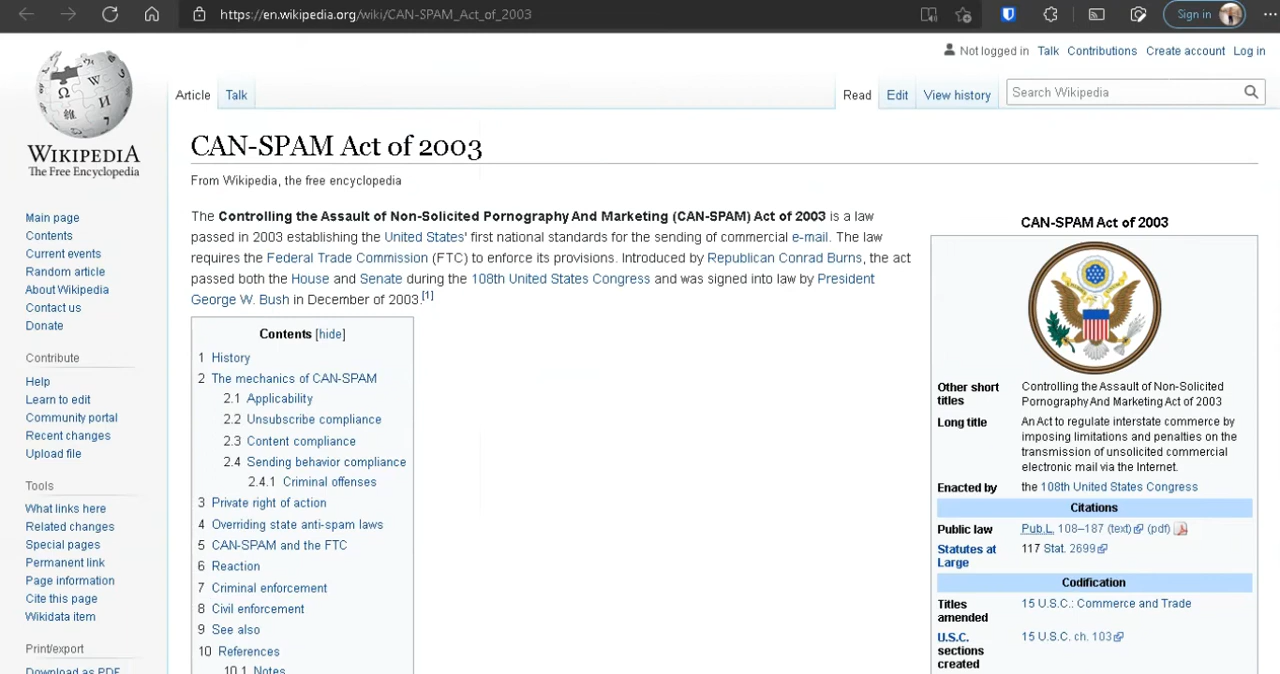 https://en.wikipedia.org/wiki/CAN-SPAM_Act_of_2003
Sign in
Not logged in Talk Contributions Create account Log in
Article Talk
Read Edit View history Search Wikipedia
WIKIPEDIA
The Free Encyclopedia
Main page
Contents
Current events
Random article
About Wikipedia
Contact us
Donate
Contribute
Help
Learn to edit
Community portal
Recent changes
Upload file
Tools
What links here
Related changes
Special pages
Permanent link
Page information
Cite this page
Wikidata item
Print/export
Download as PDF
CAN-SPAM Act of 2003
From Wikipedia, the free encyclopedia
The Controlling the Assault of Non-Solicited Pornography And Marketing (CAN-SPAM) Act of 2003 is a law
passed in 2003 establishing the United States' first national standards for the sending of commercial e-mail. The law
requires the Federal Trade Commission (FTC) to enforce its provisions. Introduced by Republican Conrad Burns, the act
passed both the House and Senate during the 108th United States Congress and was signed into law by President
George W. Bush in December of 2003.[1]
Contents [hide]
1 History
2 The mechanics of CAN-SPAM
2.1 Applicability
2.2 Unsubscribe compliance
2.3 Content compliance
2.4 Sending behavior compliance
2.4.1 Criminal offenses
3 Private right of action
4 Overriding state anti-spam laws
5 CAN-SPAM and the FTC
6 Reaction
7 Criminal enforcement
8 Civil enforcement
9 See also
10 References
10.1 Notes
CAN-SPAM Act of 2003
Other short titles
Controlling the Assault of Non-Solicited
Pornography And Marketing Act of 2003
Long title
An Act to regulate interstate commerce by
imposing limitations and penalties on the
transmission of unsolicited commercial
electronic mail via the Internet.
Enacted by the 108th United States Congress
Citations
Public law Pub.L. 108–187 (text) (pdf)
Statutes at Large 117 Stat. 2699
Codification
Titles amended 15 U.S.C.: Commerce and Trade
U.S.C. sections created 15 U.S.C. ch. 103